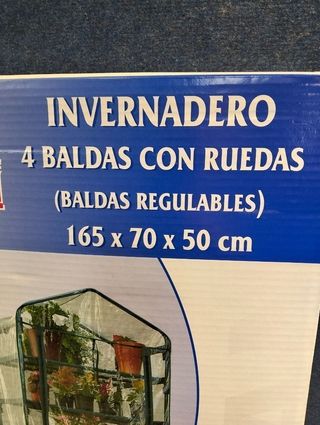 INVERNADERO
4 BALDAS CON RUEDAS
(BALDAS REGULABLES)
165 x 70 x 50 cm